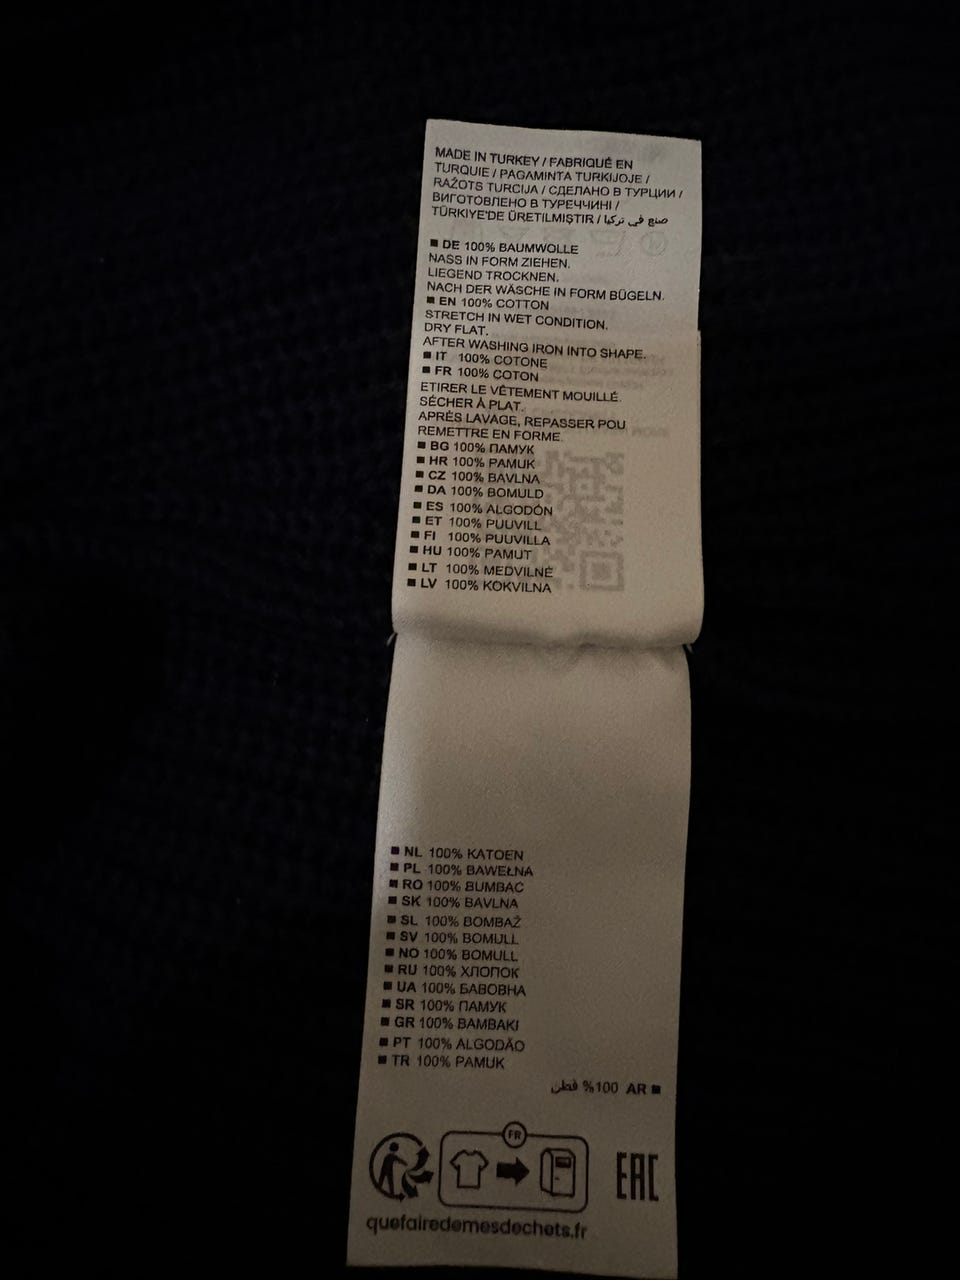 MADE IN TURKEY / FABRIQUÉ EN
TURQUIE / PAGAMINTA TURKIJOJE /
RAŽOTS TURCIJA / СДЕЛАНО В ТУРЦИИ /
ВИГОТОВЛЕНО В ТУРЕЧЧИНІ /
TÜRKIYE'DE ÜRETILMIŞTIR / صنع في تركيا
■ DE 100% BAUMWOLLE
NASS IN FORM ZIEHEN.
LIEGEND TROCKNEN.
NACH DER WÄSCHE IN FORM BÜGELN.
■ EN 100% COTTON
STRETCH IN WET CONDITION.
DRY FLAT.
AFTER WASHING IRON INTO SHAPE.
■ IT 100% COTONE
■ FR 100% COTON
ETIRER LE VÊTEMENT MOUILLÉ.
SÉCHER À PLAT.
APRÈS LAVAGE, REPASSER POU
REMETTRE EN FORME.
■ BG 100% ПАМУК
■ HR 100% PAMUK
■ CZ 100% BAVLNA
■ DA 100% BOMULD
■ ES 100% ALGODÓN
■ ET 100% PUUVILL
■ FI 100% PUUVILLA
■ HU 100% PAMUT
■ LT 100% MEDVILNĖ
■ LV 100% KOKVILNA
■ NL 100% KATOEN
■ PL 100% BAWEŁNA
■ RO 100% BUMBAC
■ SK 100% BAVLNA
■ SL 100% BOMBAŽ
■ SV 100% BOMULL
■ NO 100% BOMULL
■ RU 100% ХЛОПОК
■ UA 100% БАВОВНА
■ SR 100% ПАМУК
■ GR 100% ΒΑΜΒΑΚΙ
■ PT 100% ALGODÃO
■ TR 100% PAMUK
قطن %100 AR ■
FR
EAC
quefairedemesdechets.fr